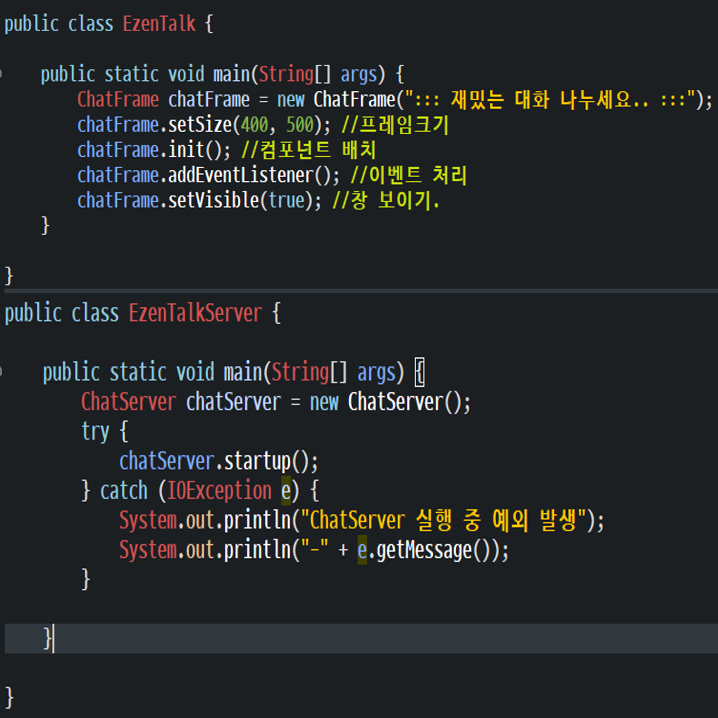 public class EzenTalk {
public static void main(String[] args) {
ChatFrame chatFrame = new ChatFrame("::: 재밌는 대화 나누세요.. :::");
chatFrame.setSize(400, 500); //프레임크기
chatFrame.init(); //컴포넌트 배치
chatFrame.addEventListener(); //이벤트 처리
chatFrame.setVisible(true); //창 보이기.
}
}
public class EzenTalkServer {
public static void main(String[] args) {
ChatServer chatServer = new ChatServer();
try {
chatServer.startup();
} catch (IOException e) {
System.out.println("ChatServer 실행 중 예외 발생");
System.out.println("-" + e.getMessage());
}
}
}